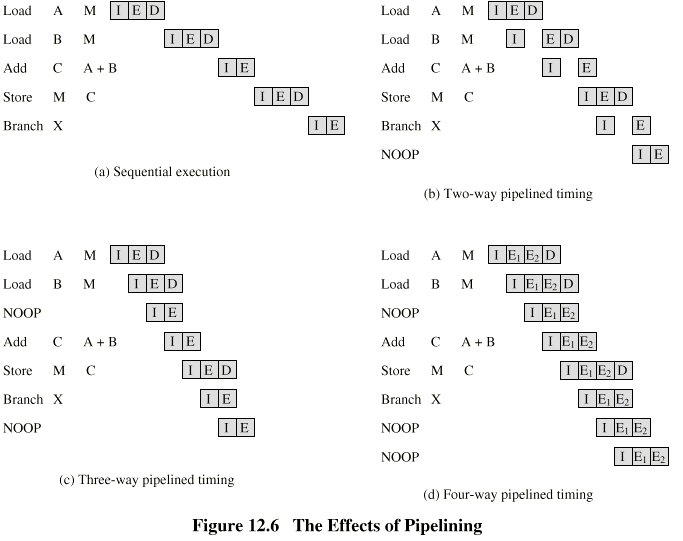 Load A M I E D
Load B M I E D
Add C A + B I E
Store M C I E D
Branch X I E
(a) Sequential execution
Load A M I E D
Load B M I E D
Add C A + B I E
Store M C I E D
Branch X I E
NOOP I E
(b) Two-way pipelined timing
Load A M I E D
Load B M I E D
NOOP I E
Add C A + B I E
Store M C I E D
Branch X I E
NOOP I E
(c) Three-way pipelined timing
Load A M I E₁ E₂ D
Load B M I E₁ E₂ D
NOOP I E₁ E₂
Add C A + B I E₁ E₂
Store M C I E₁ E₂ D
Branch X I E₁ E₂
NOOP I E₁ E₂
NOOP I E₁ E₂
(d) Four-way pipelined timing
Figure 12.6 The Effects of Pipelining